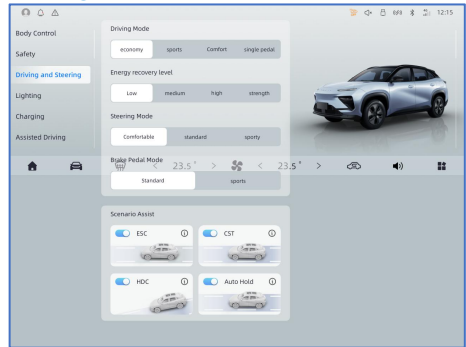 12:15
Body Control
Safety
Driving and Steering
Lighting
Charging
Assisted Driving
Driving Mode
economy sports Comfort single pedal
Energy recovery level
Low medium high strength
Steering Mode
Comfortable standard sporty
Brake Pedal Mode
< 23.5° > < 23.5° >
Standard sports
Scenario Assist
ESC CST
HDC Auto Hold